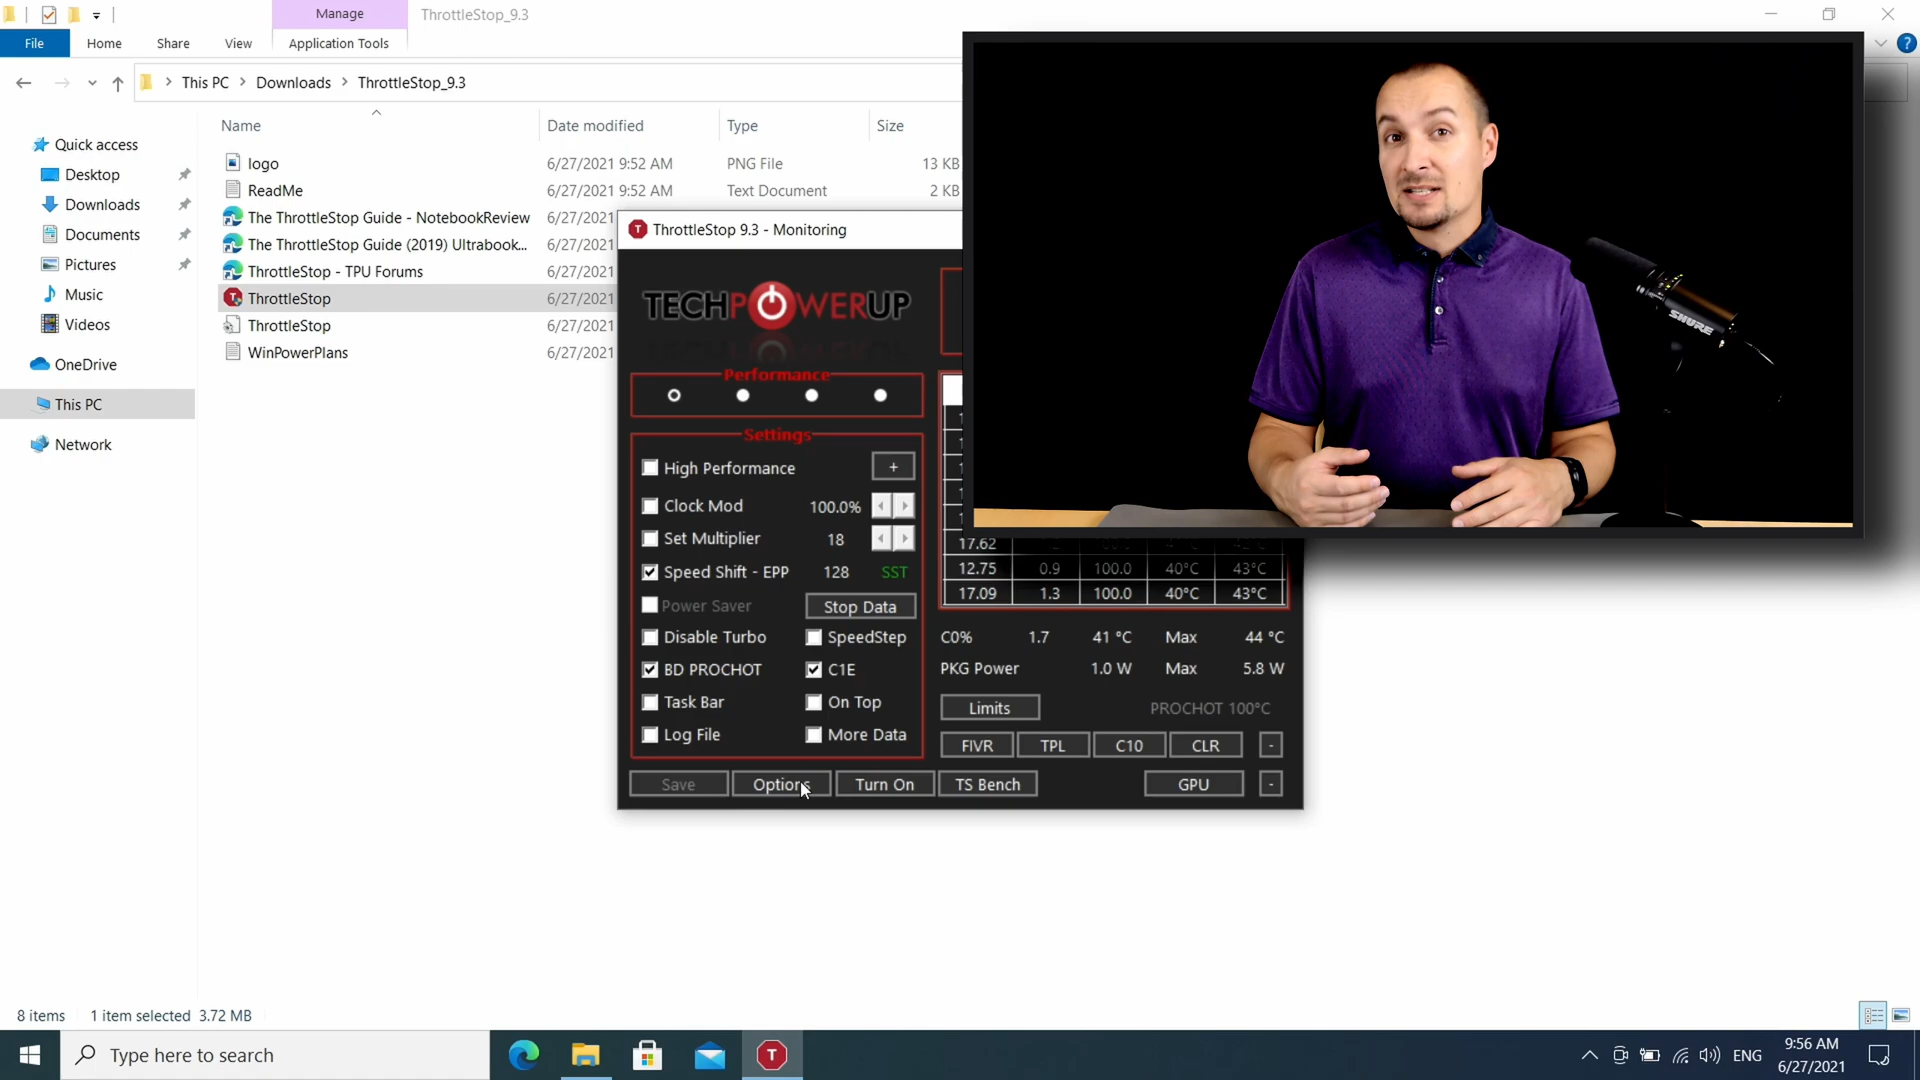 Manage
ThrottleStop_9.3
File
Home
Share
View
Application Tools
This PC
Downloads
ThrottleStop_9.3
Name
Date modified
Type
Size
Quick access
Desktop
Downloads
Documents
Pictures
Music
Videos
OneDrive
This PC
Network
logo
6/27/2021 9:52 AM
PNG File
13 KB
ReadMe
6/27/2021 9:52 AM
Text Document
2 KB
The ThrottleStop Guide - NotebookReview
6/27/2021
The ThrottleStop Guide (2019) Ultrabook...
6/27/2021
ThrottleStop - TPU Forums
6/27/2021
ThrottleStop
6/27/2021
ThrottleStop
6/27/2021
WinPowerPlans
6/27/2021
ThrottleStop 9.3 - Monitoring
TECHPOWERUP
Performance
Settings
High Performance
+
Clock Mod
100.0%
Set Multiplier
18
Speed Shift - EPP
128
SST
Power Saver
Stop Data
Disable Turbo
SpeedStep
BD PROCHOT
C1E
Task Bar
On Top
Log File
More Data
Save
Options
Turn On
TS Bench
17.62
12.75 0.9 100.0 40°C 43°C
17.09 1.3 100.0 40°C 43°C
C0% 1.7 41 °C Max 44 °C
PKG Power 1.0 W Max 5.8 W
Limits
PROCHOT 100°C
FIVR
TPL
C10
CLR
-
GPU
-
SHURE
8 items
1 item selected 3.72 MB
Type here to search
ENG
9:56 AM
6/27/2021